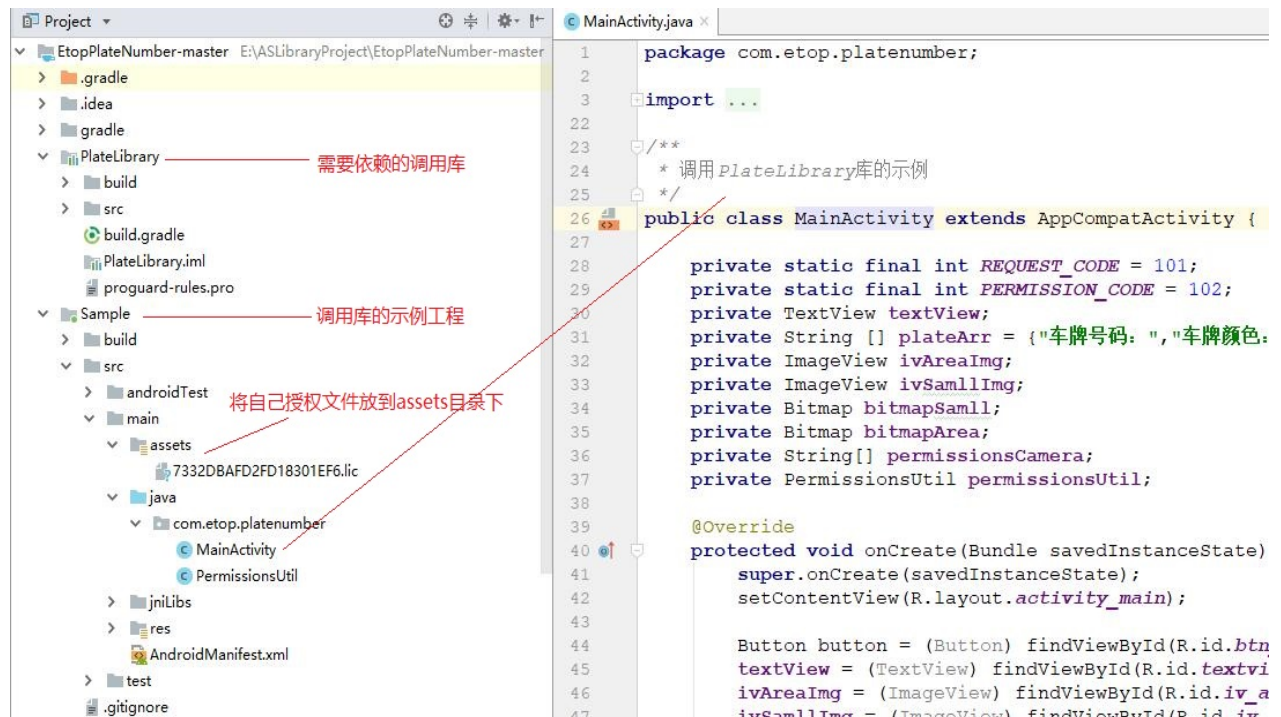 Project
EtopPlateNumber-master E:\ASLibraryProject\EtopPlateNumber-master
.gradle
.idea
gradle
PlateLibrary
需要依赖的调用库
build
src
build.gradle
PlateLibrary.iml
proguard-rules.pro
Sample
调用库的示例工程
build
src
androidTest
将自己授权文件放到assets目录下
main
assets
7332DBAFD2FD18301EF6.lic
java
com.etop.platenumber
MainActivity
PermissionsUtil
jniLibs
res
AndroidManifest.xml
test
.gitignore
MainActivity.java
1 package com.etop.platenumber;
2
3 import ...
22
23 /**
24 * 调用PlateLibrary库的示例
25 */
26 public class MainActivity extends AppCompatActivity {
27
28 private static final int REQUEST_CODE = 101;
29 private static final int PERMISSION_CODE = 102;
30 private TextView textView;
31 private String [] plateArr = {"车牌号码：","车牌颜色：
32 private ImageView ivAreaImg;
33 private ImageView ivSamllImg;
34 private Bitmap bitmapSamll;
35 private Bitmap bitmapArea;
36 private String[] permissionsCamera;
37 private PermissionsUtil permissionsUtil;
38
39 @Override
40 protected void onCreate(Bundle savedInstanceState)
41 super.onCreate(savedInstanceState);
42 setContentView(R.layout.activity_main);
43
44 Button button = (Button) findViewById(R.id.btn_
45 textView = (TextView) findViewById(R.id.textvi
46 ivAreaImg = (ImageView) findViewById(R.id.iv_a
47 ivSamllImg = (ImageView) findViewById(R.id.iv